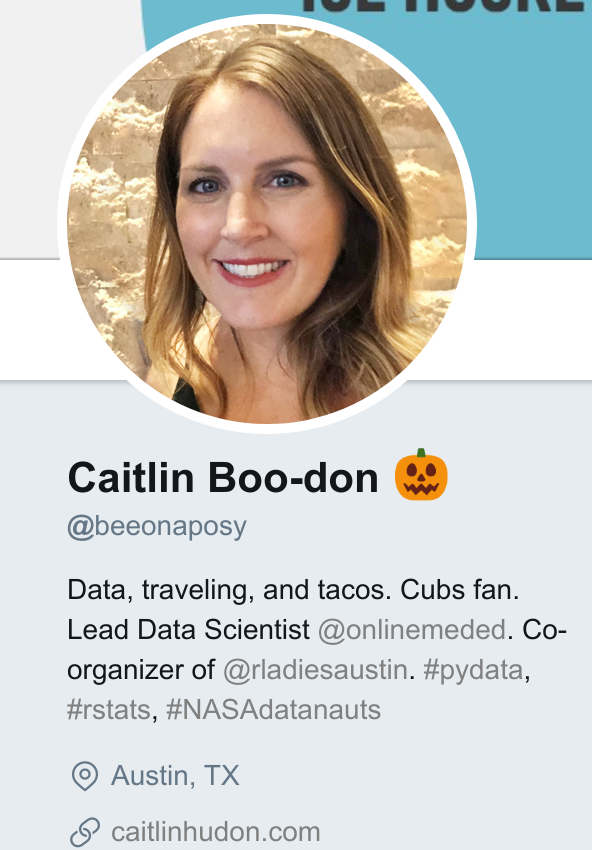 Caitlin Boo-don 🎃
@beeonaposy
Data, traveling, and tacos. Cubs fan.
Lead Data Scientist @onlinemeded. Co-
organizer of @rladiesaustin. #pydata,
#rstats, #NASAdatanauts
Austin, TX
caitlinhudon.com